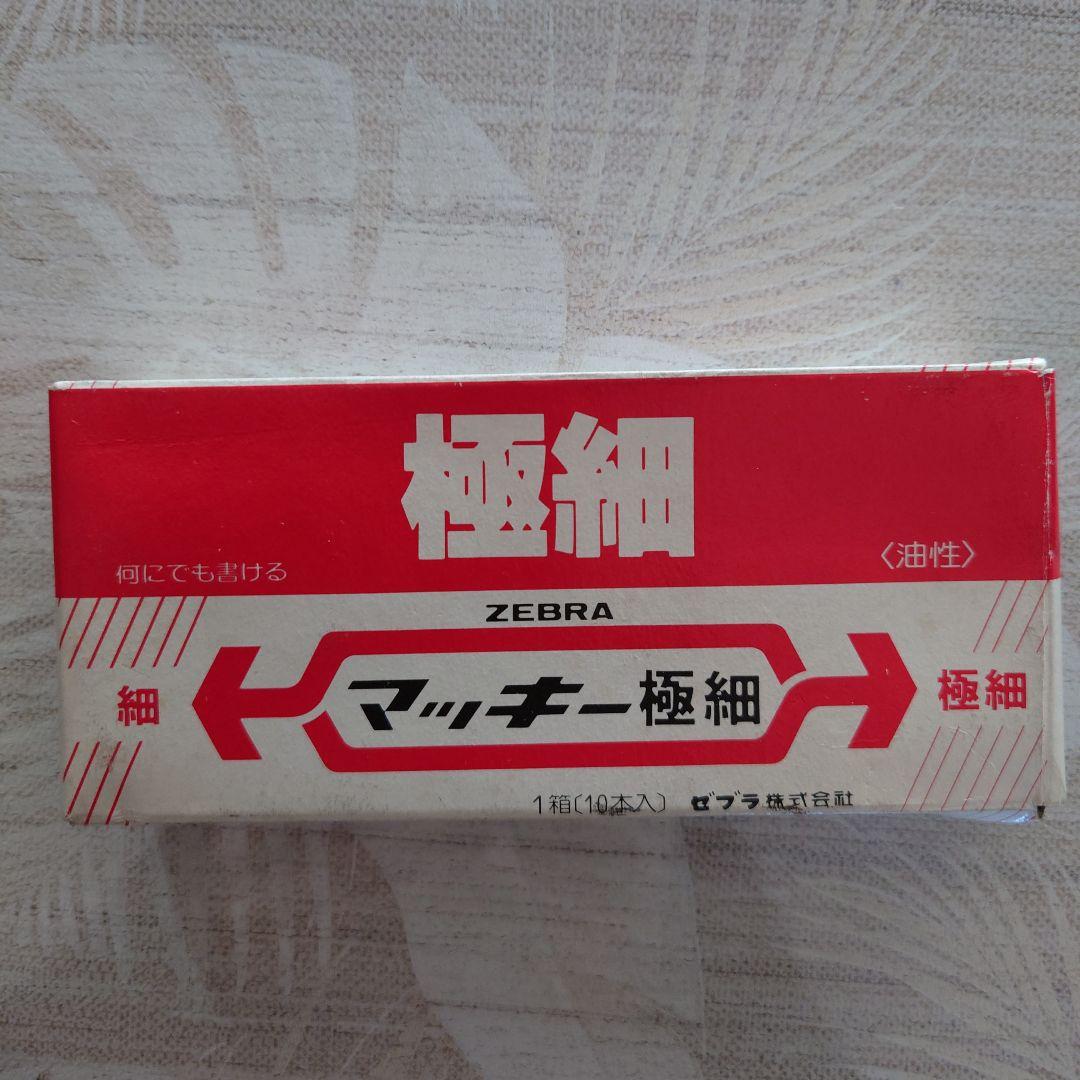 極細
何にでも書ける
〈油性〉
ZEBRA
細
マッキー極細
極細
1箱〔10本入〕 ゼブラ株式会社